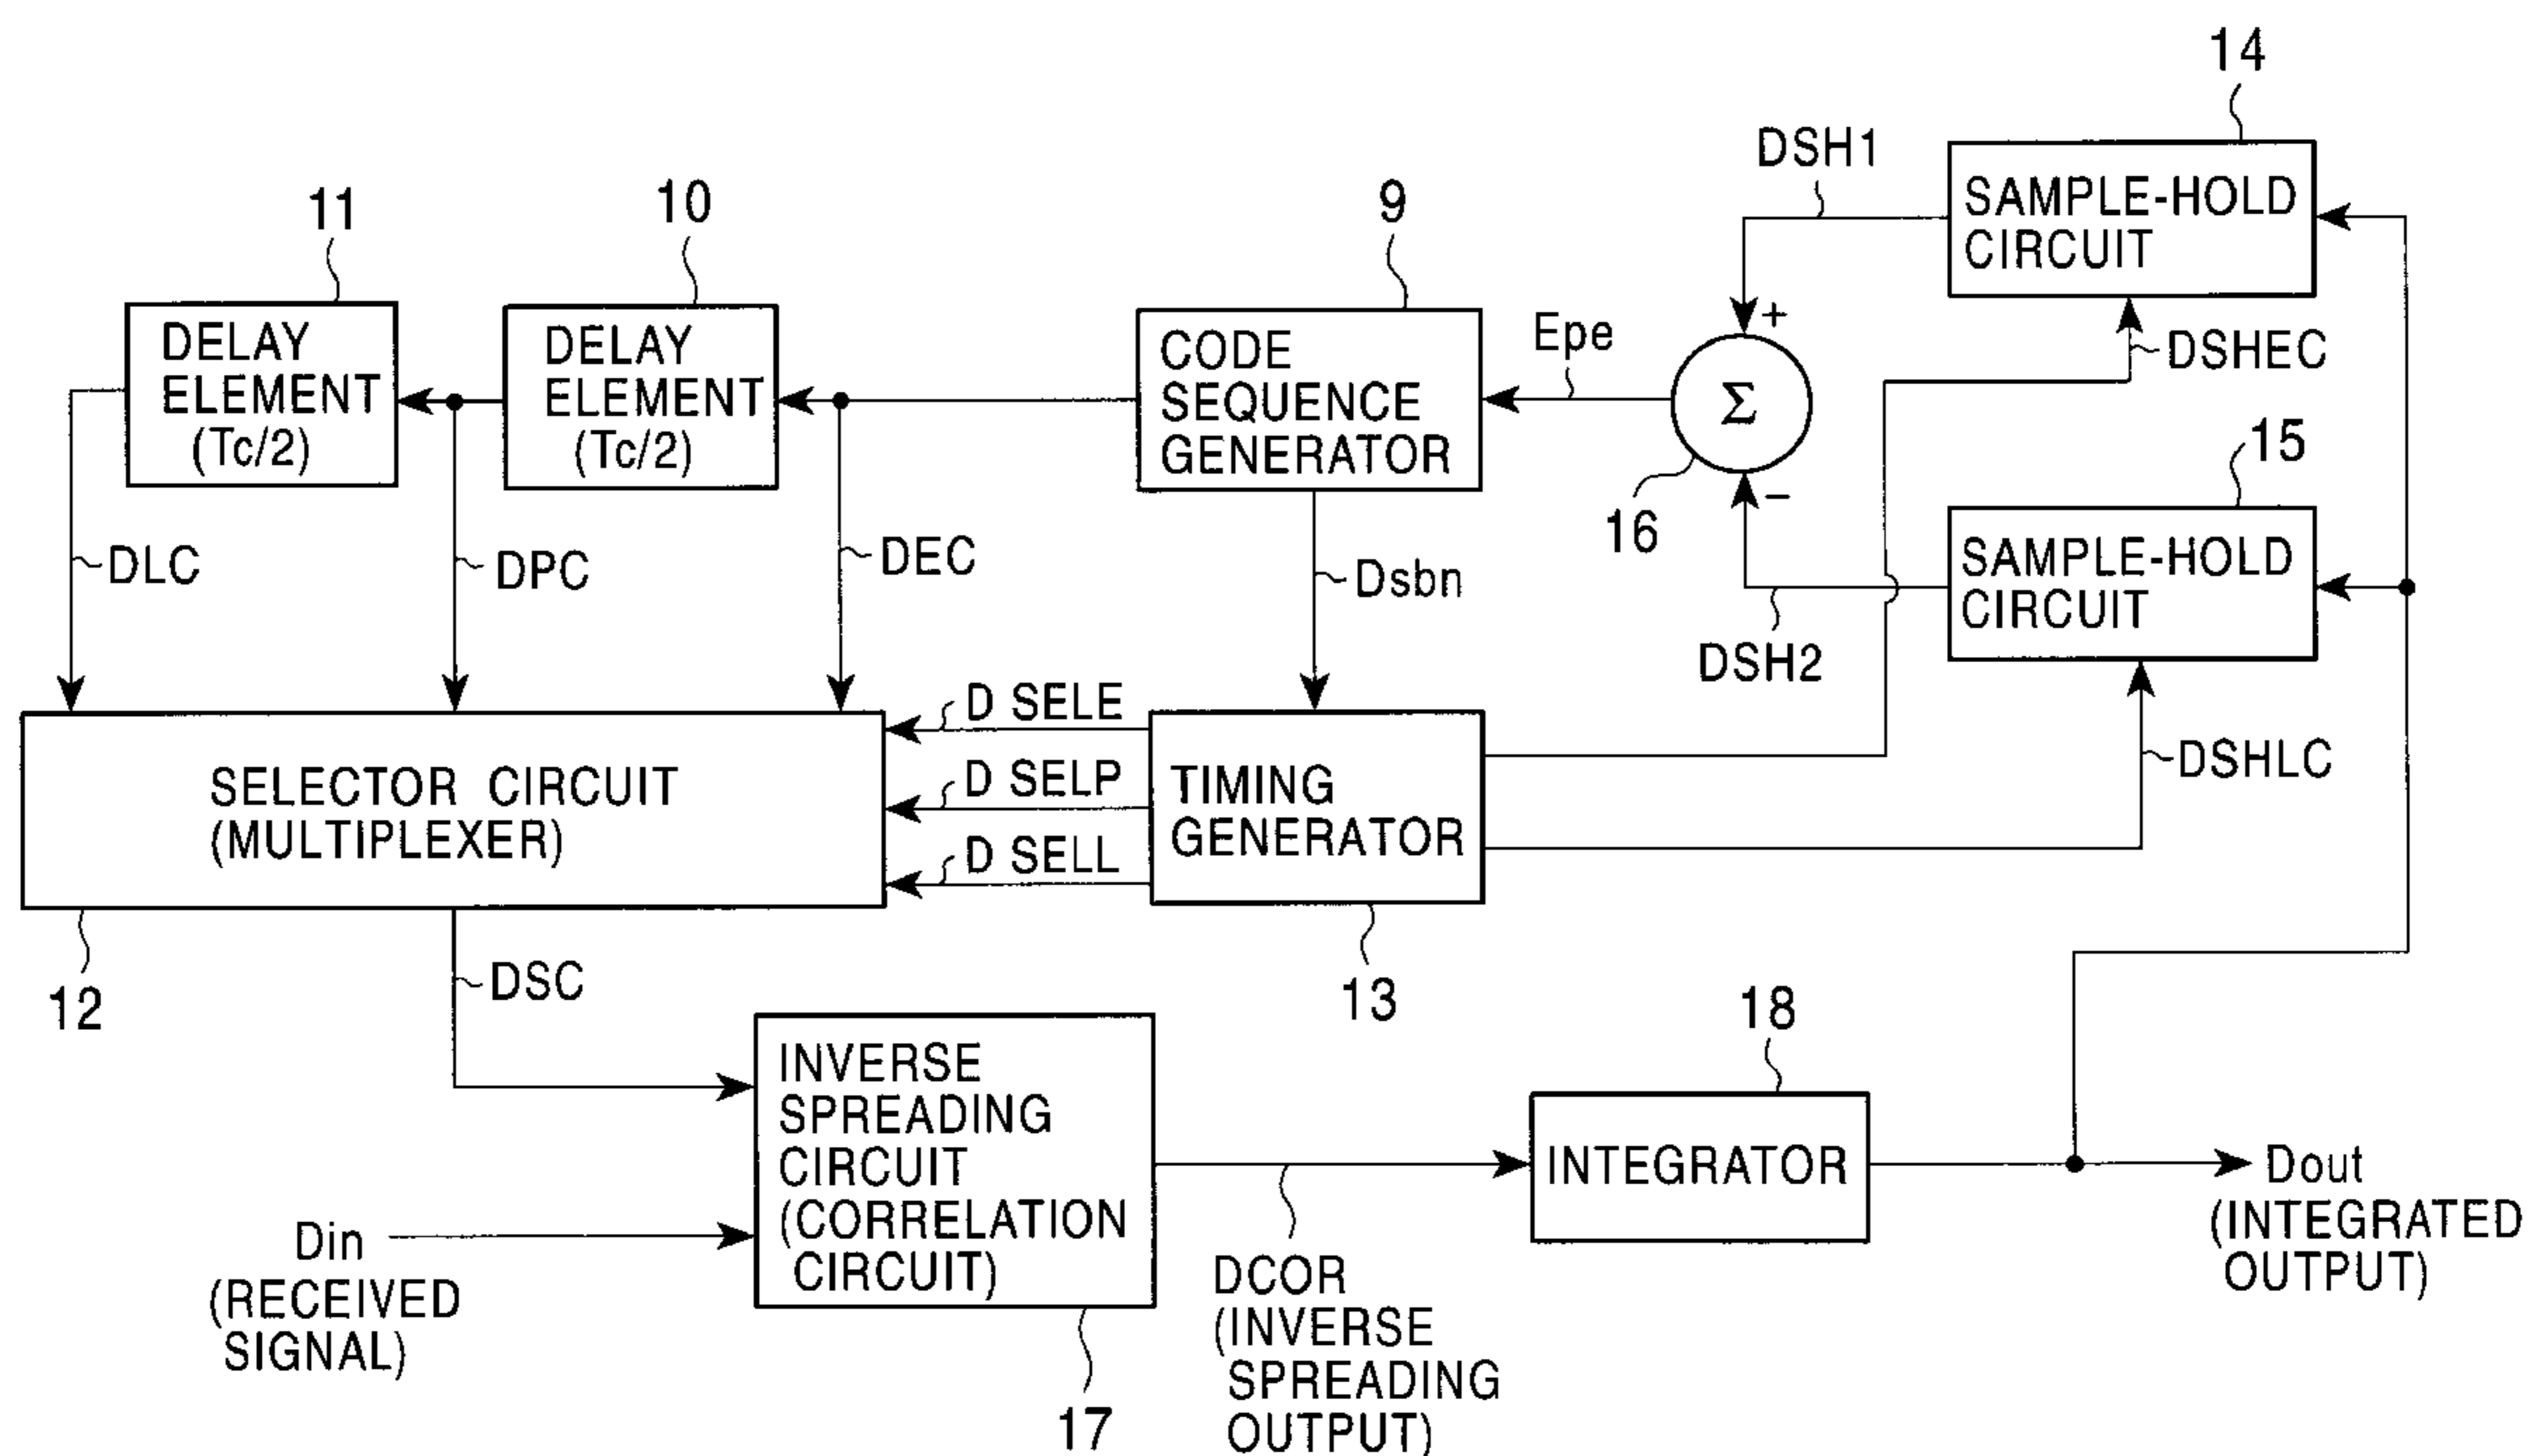 14
DSH1
SAMPLE-HOLD
CIRCUIT
11
10
9
DELAY
ELEMENT
(Tc/2)
DELAY
ELEMENT
(Tc/2)
CODE
SEQUENCE
GENERATOR
Epe
+
Σ
−
16
DSHEC
15
SAMPLE-HOLD
CIRCUIT
DLC
DPC
DEC
Dsbn
DSH2
D SELE
D SELP
D SELL
SELECTOR CIRCUIT
(MULTIPLEXER)
TIMING
GENERATOR
DSHLC
12
DSC
13
18
INVERSE
SPREADING
CIRCUIT
(CORRELATION
CIRCUIT)
INTEGRATOR
Din
(RECEIVED
SIGNAL)
DCOR
(INVERSE
SPREADING
OUTPUT)
Dout
(INTEGRATED
OUTPUT)
17